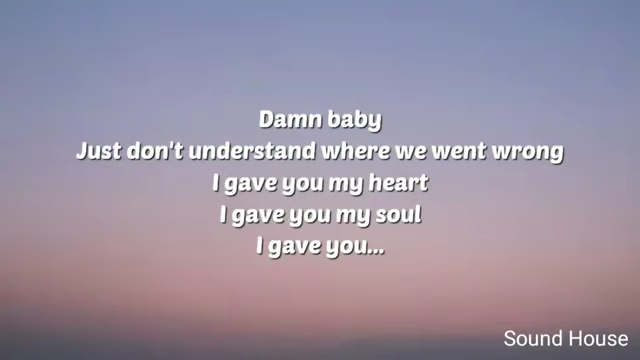 Damn baby
Just don't understand where we went wrong
I gave you my heart
I gave you my soul
I gave you...
Sound House